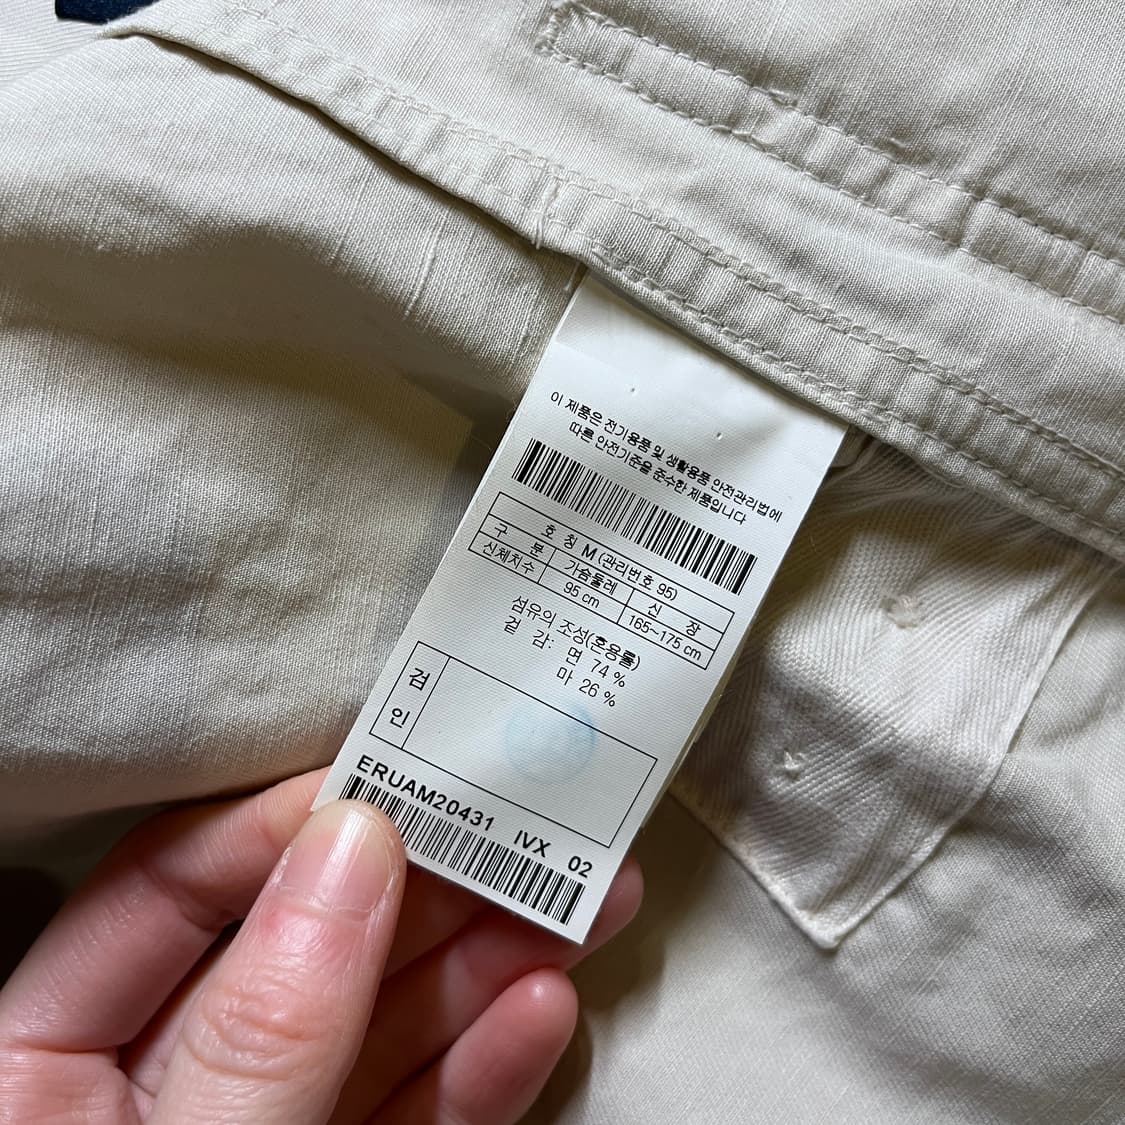 이 제품은 전기용품 및 생활용품 안전관리법에
따른 안전기준을 준수한 제품입니다
호 칭 M (관리번호 95)
구 분 가슴둘레 신 장
신체치수 95 cm 165~175 cm
섬유의 조성(혼용률)
겉 감: 면 74 %
마 26 %
검
인
ERUAM20431 IVX 02